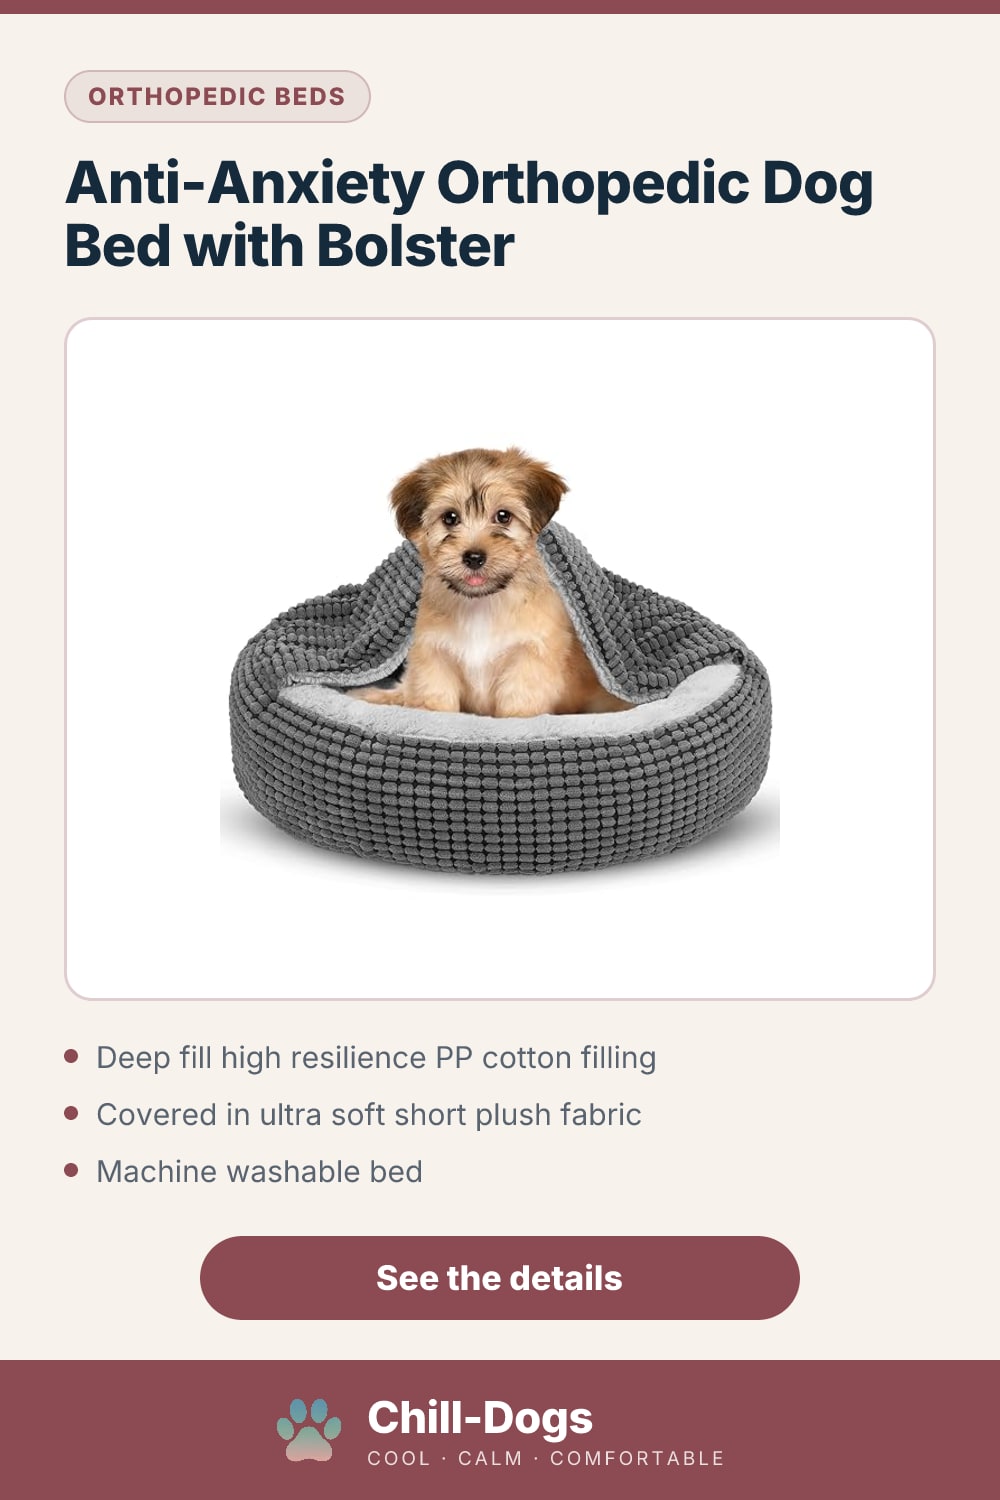 ORTHOPEDIC BEDS
Anti-Anxiety Orthopedic Dog
Bed with Bolster
Deep fill high resilience PP cotton filling
Covered in ultra soft short plush fabric
Machine washable bed
See the details
Chill-Dogs
COOL · CALM · COMFORTABLE